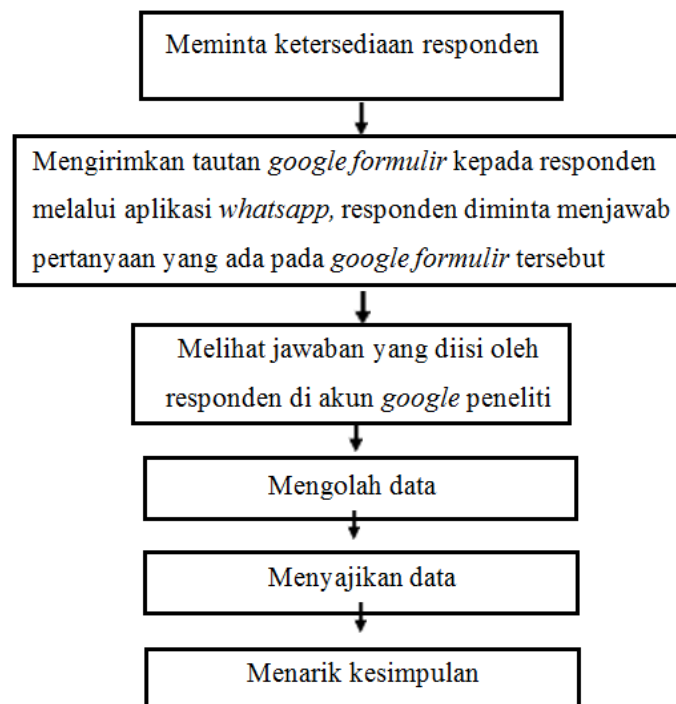 Meminta ketersediaan responden
Mengirimkan tautan google formulir kepada responden
melalui aplikasi whatsapp, responden diminta menjawab
pertanyaan yang ada pada google formulir tersebut
Melihat jawaban yang diisi oleh
responden di akun google peneliti
Mengolah data
Menyajikan data
Menarik kesimpulan